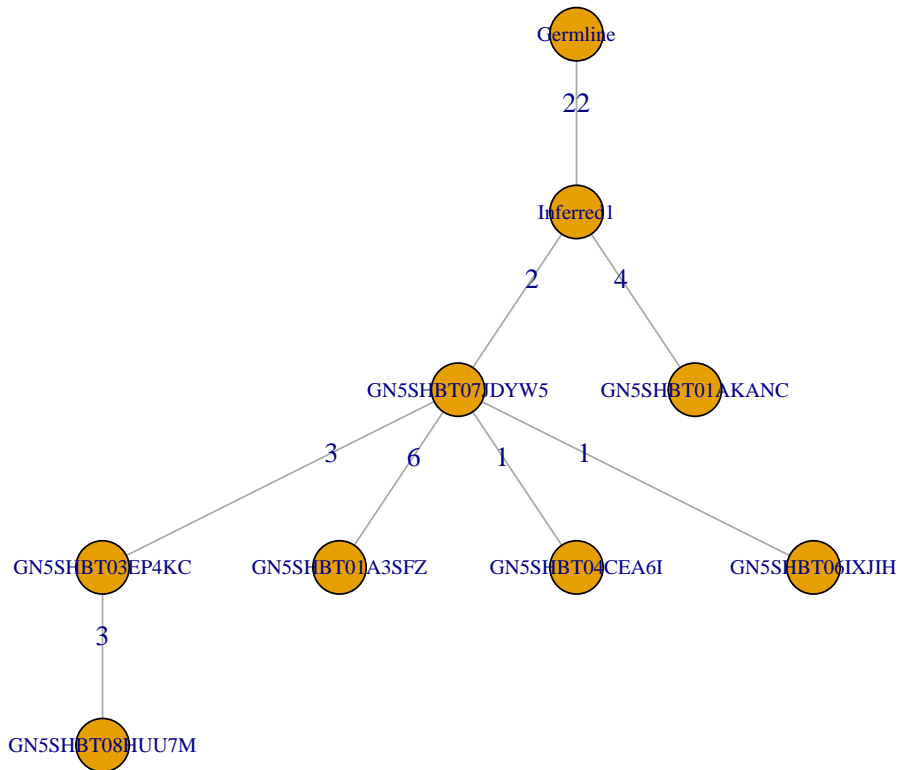 Germline
22
Inferred1
2
4
GN5SHBT07JDYW5
GN5SHBT01AKANC
3
6
1
1
GN5SHBT03EP4KC
GN5SHBT01A3SFZ
GN5SHBT04CEA6I
GN5SHBT06IXJIH
3
GN5SHBT08HUU7M